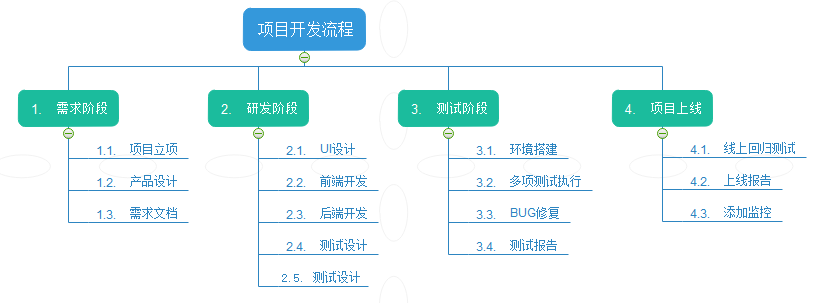 项目开发流程
1. 需求阶段
1.1. 项目立项
1.2. 产品设计
1.3. 需求文档
2. 研发阶段
2.1. UI设计
2.2. 前端开发
2.3. 后端开发
2.4. 测试设计
2.5. 测试设计
3. 测试阶段
3.1. 环境搭建
3.2. 多项测试执行
3.3. BUG修复
3.4. 测试报告
4. 项目上线
4.1. 线上回归测试
4.2. 上线报告
4.3. 添加监控